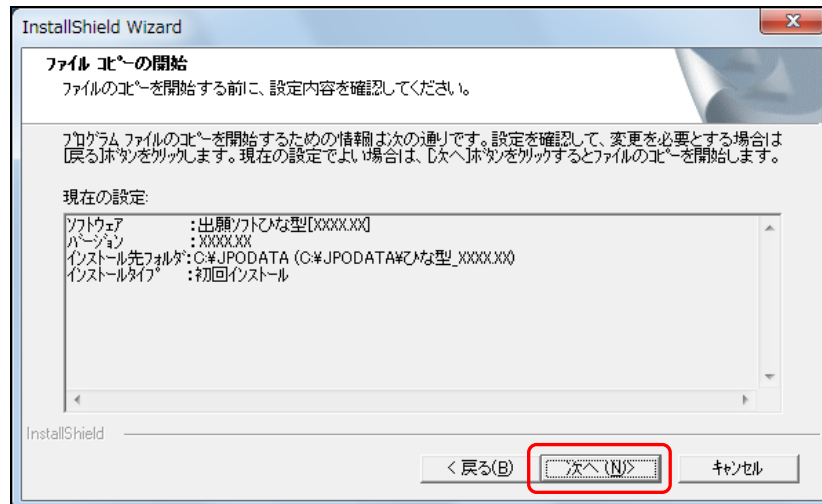 InstallShield Wizard
ファイル コピーの開始
ファイルのコピーを開始する前に、設定内容を確認してください。
プログラム ファイルのコピーを開始するための情報は次の通りです。設定を確認して、変更を必要とする場合は
[戻る]ボタンをクリックします。現在の設定でよい場合は、[次へ]ボタンをクリックするとファイルのコピーを開始します。
現在の設定:
ソフトウェア :出願ソフトひな型[XXXX.XX]
バージョン :XXXX.XX
インストール先フォルダ:C:¥JPODATA (C:¥JPODATA¥ひな型_XXXX.XX)
インストールタイプ :初回インストール
InstallShield
< 戻る(B) 次へ (N)> キャンセル